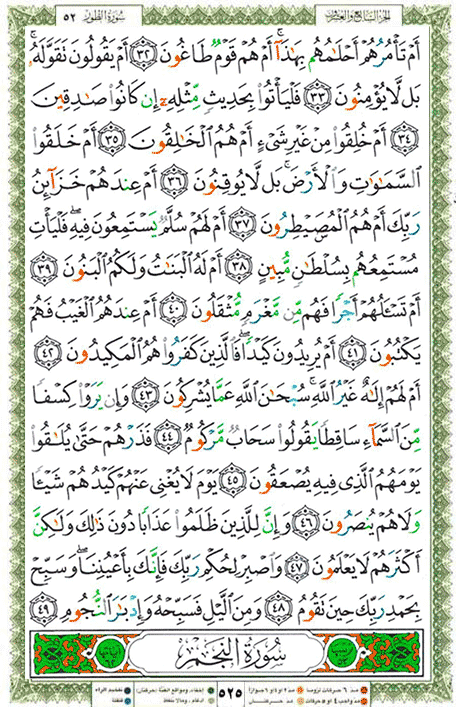 الجزء السابع والعشرون ٥٢ سورة الطور
أَمۡ تَأۡمُرُهُمۡ أَحۡلَٰمُهُم بِهَٰذَآۚ أَمۡ هُمۡ قَوۡمٞ طَاغُونَ ٣٢ أَمۡ يَقُولُونَ تَقَوَّلَهُۥۚ
بَل لَّا يُؤۡمِنُونَ ٣٣ فَلۡيَأۡتُواْ بِحَدِيثٖ مِّثۡلِهِۦٓ إِن كَانُواْ صَٰدِقِينَ
٣٤ أَمۡ خُلِقُواْ مِنۡ غَيۡرِ شَيۡءٍ أَمۡ هُمُ ٱلۡخَٰلِقُونَ ٣٥ أَمۡ خَلَقُواْ
ٱلسَّمَٰوَٰتِ وَٱلۡأَرۡضَۚ بَل لَّا يُوقِنُونَ ٣٦ أَمۡ عِندَهُمۡ خَزَآئِنُ
رَبِّكَ أَمۡ هُمُ ٱلۡمُصَۜيۡطِرُونَ ٣٧ أَمۡ لَهُمۡ سُلَّمٞ يَسۡتَمِعُونَ فِيهِۖ فَلۡيَأۡتِ
مُسۡتَمِعُهُم بِسُلۡطَٰنٖ مُّبِينٍ ٣٨ أَمۡ لَهُ ٱلۡبَنَٰتُ وَلَكُمُ ٱلۡبَنُونَ ٣٩
أَمۡ تَسۡـَٔلُهُمۡ أَجۡرٗا فَهُم مِّن مَّغۡرَمٖ مُّثۡقَلُونَ ٤٠ أَمۡ عِندَهُمُ ٱلۡغَيۡبُ فَهُمۡ
يَكۡتُبُونَ ٤١ أَمۡ يُرِيدُونَ كَيۡدٗاۖ فَٱلَّذِينَ كَفَرُواْ هُمُ ٱلۡمَكِيدُونَ ٤٢
أَمۡ لَهُمۡ إِلَٰهٌ غَيۡرُ ٱللَّهِۚ سُبۡحَٰنَ ٱللَّهِ عَمَّا يُشۡرِكُونَ ٤٣ وَإِن يَرَوۡاْ كِسۡفٗا
مِّنَ ٱلسَّمَآءِ سَاقِطٗا يَقُولُواْ سَحَابٞ مَّرۡكُومٞ ٤٤ فَذَرۡهُمۡ حَتَّىٰ يُلَٰقُواْ
يَوۡمَهُمُ ٱلَّذِي فِيهِ يُصۡعَقُونَ ٤٥ يَوۡمَ لَا يُغۡنِي عَنۡهُمۡ كَيۡدُهُمۡ شَيۡـٔٗا
وَلَا هُمۡ يُنصَرُونَ ٤٦ وَإِنَّ لِلَّذِينَ ظَلَمُواْ عَذَابٗا دُونَ ذَٰلِكَ وَلَٰكِنَّ
أَكۡثَرَهُمۡ لَا يَعۡلَمُونَ ٤٧ وَٱصۡبِرۡ لِحُكۡمِ رَبِّكَ فَإِنَّكَ بِأَعۡيُنِنَاۖ وَسَبِّحۡ
بِحَمۡدِ رَبِّكَ حِينَ تَقُومُ ٤٨ وَمِنَ ٱلَّيۡلِ فَسَبِّحۡهُ وَإِدۡبَٰرَ ٱلنُّجُومِ ٤٩
سُورَةُ النَّجْمِ
٥٢٥